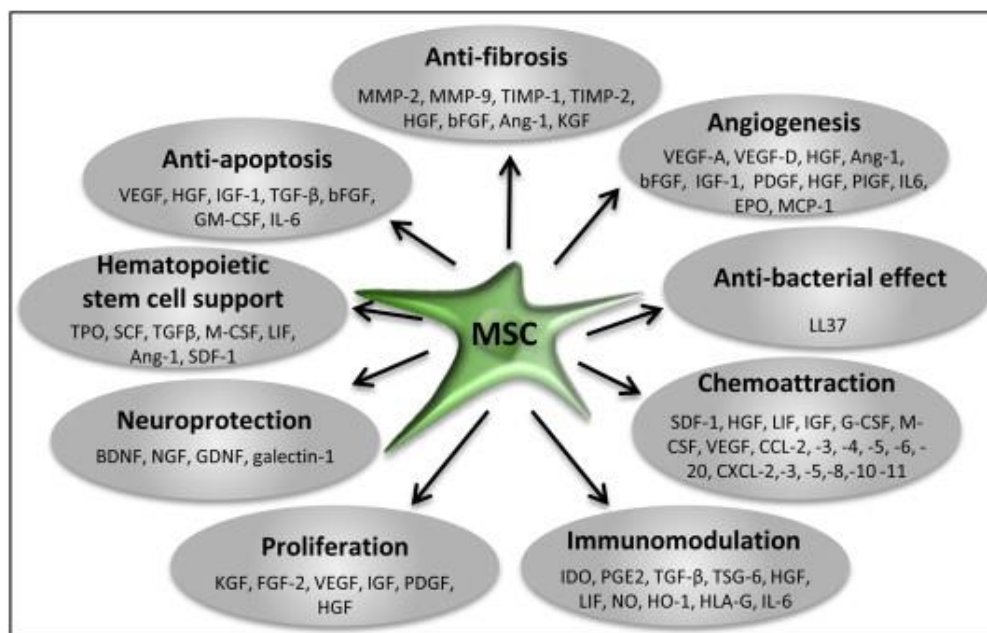 Anti-fibrosis
MMP-2, MMP-9, TIMP-1, TIMP-2,
HGF, bFGF, Ang-1, KGF
Angiogenesis
VEGF-A, VEGF-D, HGF, Ang-1,
bFGF, IGF-1, PDGF, HGF, PIGF, IL6,
EPO, MCP-1
Anti-apoptosis
VEGF, HGF, IGF-1, TGF-β, bFGF,
GM-CSF, IL-6
Hematopoietic
stem cell support
TPO, SCF, TGFβ, M-CSF, LIF,
Ang-1, SDF-1
MSC
Anti-bacterial effect
LL37
Neuroprotection
BDNF, NGF, GDNF, galectin-1
Chemoattraction
SDF-1, HGF, LIF, IGF, G-CSF, M-
CSF, VEGF, CCL-2, -3, -4, -5, -6, -
20, CXCL-2,-3, -5,-8,-10 -11
Proliferation
KGF, FGF-2, VEGF, IGF, PDGF,
HGF
Immunomodulation
IDO, PGE2, TGF-β, TSG-6, HGF,
LIF, NO, HO-1, HLA-G, IL-6